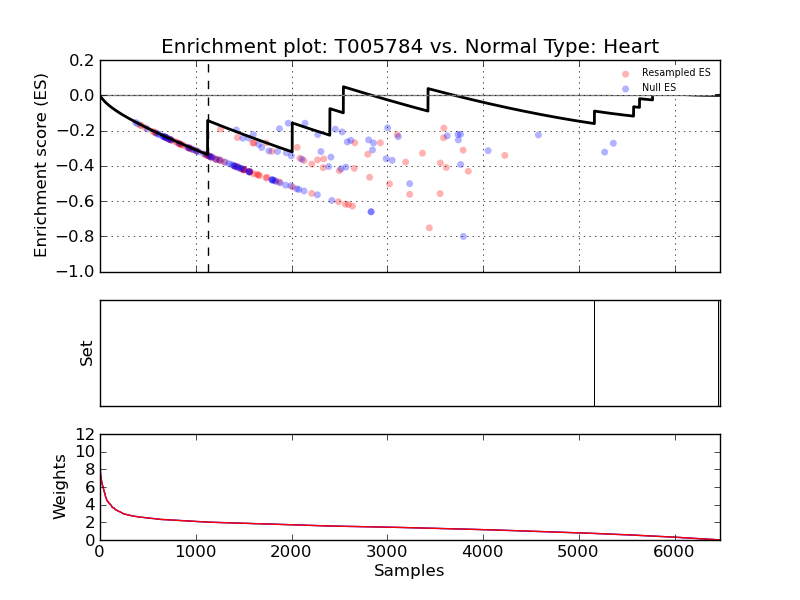 Enrichment plot: T005784 vs. Normal Type: Heart
Enrichment score (ES)
0.2
0.0
−0.2
−0.4
−0.6
−0.8
−1.0
Resampled ES
Null ES
Set
Weights
12
10
8
6
4
2
0
0 1000 2000 3000 4000 5000 6000
Samples